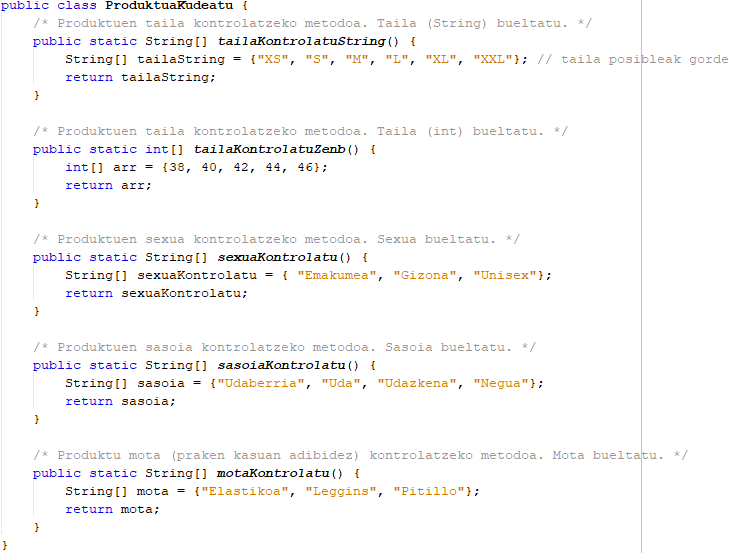 public class ProduktuaKudeatu {
/* Produktuen taila kontrolatzeko metodoa. Taila (String) bueltatu. */
public static String[] tailaKontrolatuString() {
String[] tailaString = {"XS", "S", "M", "L", "XL", "XXL"}; // taila posibleak gorde
return tailaString;
}
/* Produktuen taila kontrolatzeko metodoa. Taila (int) bueltatu. */
public static int[] tailaKontrolatuZenb() {
int[] arr = {38, 40, 42, 44, 46};
return arr;
}
/* Produktuen sexua kontrolatzeko metodoa. Sexua bueltatu. */
public static String[] sexuaKontrolatu() {
String[] sexuaKontrolatu = { "Emakumea", "Gizona", "Unisex"};
return sexuaKontrolatu;
}
/* Produktuen sasoia kontrolatzeko metodoa. Sasoia bueltatu. */
public static String[] sasoiaKontrolatu() {
String[] sasoia = {"Udaberria", "Uda", "Udazkena", "Negua"};
return sasoia;
}
/* Produktu mota (praken kasuan adibidez) kontrolatzeko metodoa. Mota bueltatu. */
public static String[] motaKontrolatu() {
String[] mota = {"Elastikoa", "Leggins", "Pitillo"};
return mota;
}
}